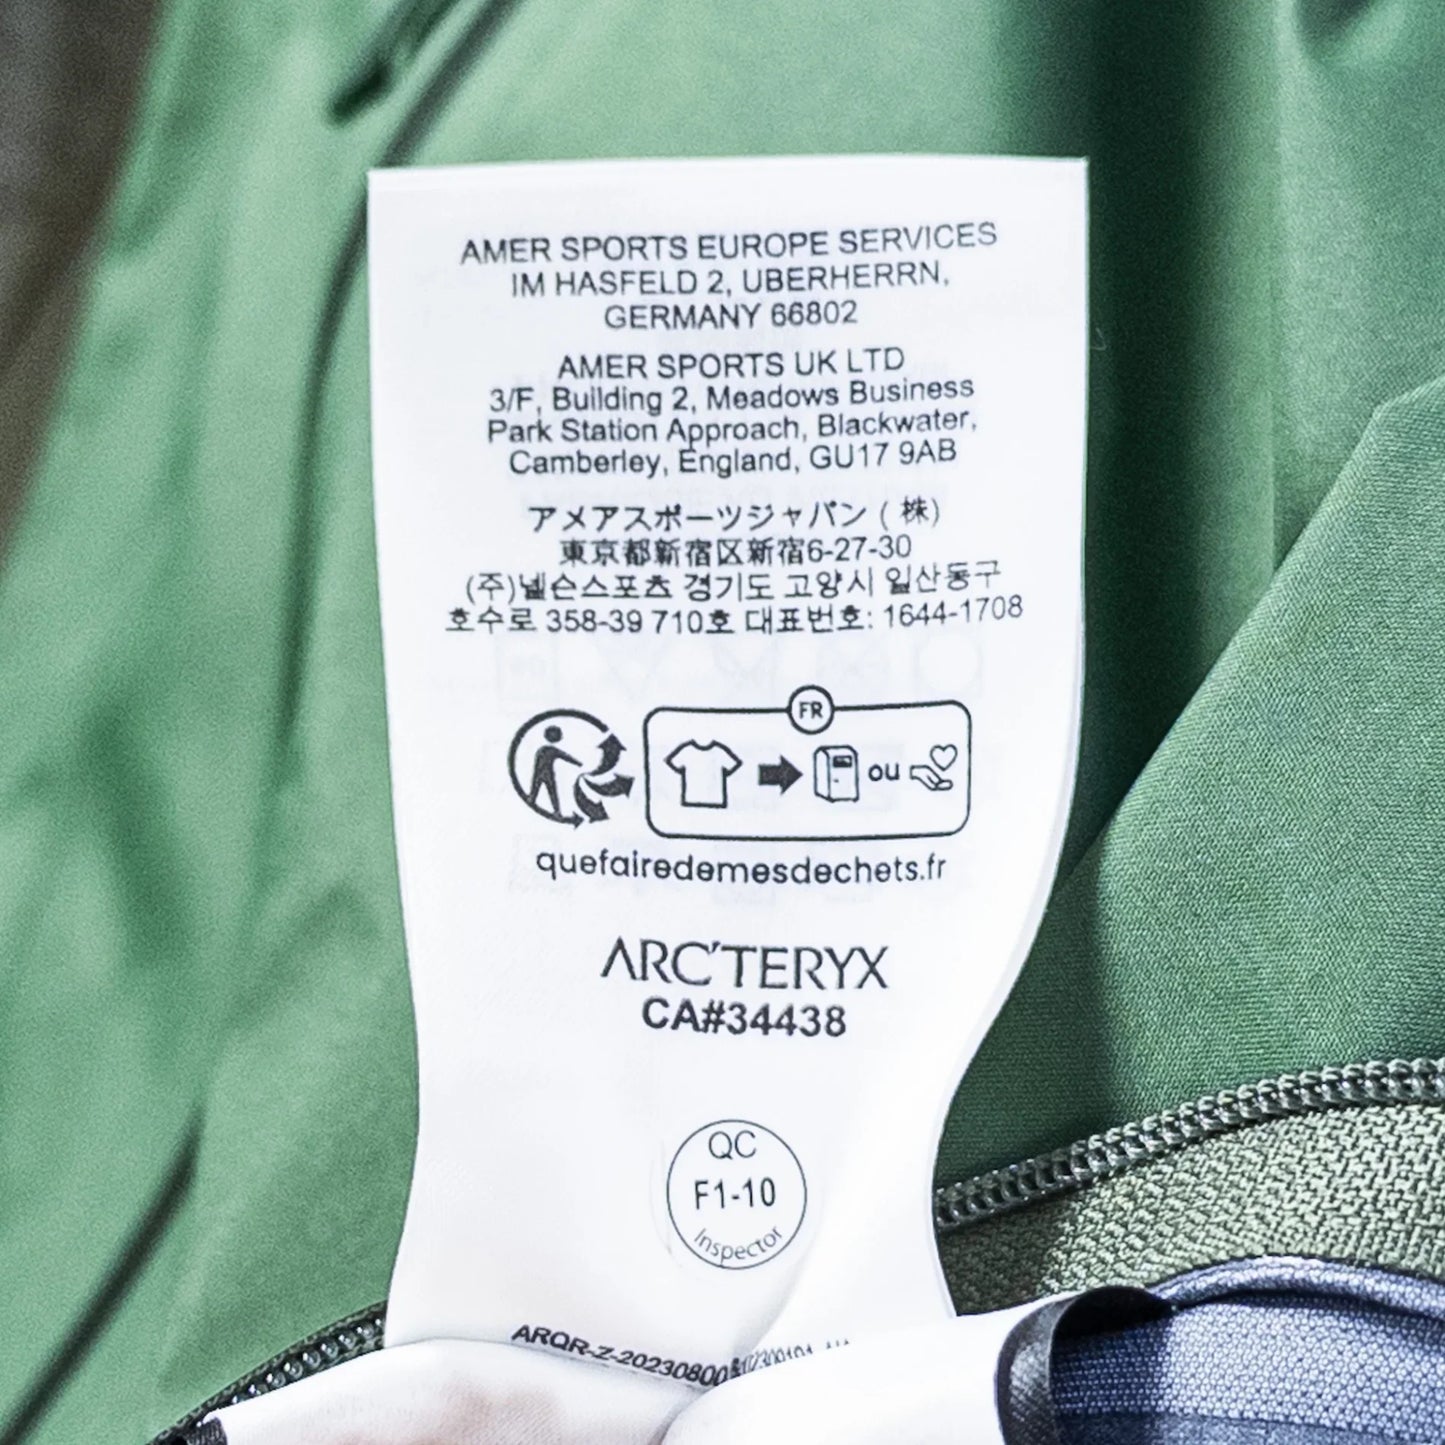 AMER SPORTS EUROPE SERVICES
IM HASFELD 2, UBERHERRN,
GERMANY 66802
AMER SPORTS UK LTD
3/F, Building 2, Meadows Business
Park Station Approach, Blackwater,
Camberley, England, GU17 9AB
アメアスポーツジャパン ( 株)
東京都新宿区新宿6-27-30
(주)넬슨스포츠 경기도 고양시 일산동구
호수로 358-39 710호 대표번호: 1644-1708
FR
ou
quefairedemesdechets.fr
ARC'TERYX
CA#34438
QC
F1-10
Inspector
ARQR-Z-20230800